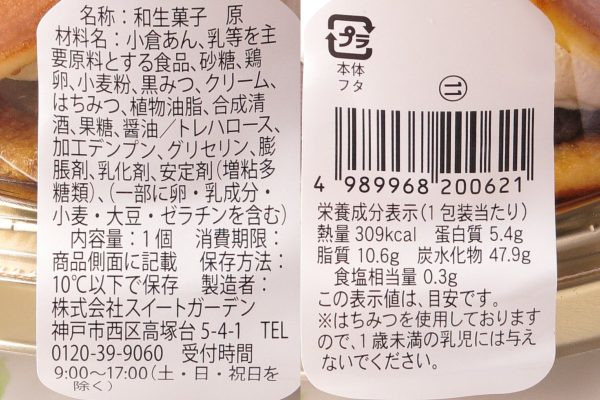 名称：和生菓子　原
材料名：小倉あん、乳等を主
要原料とする食品、砂糖、鶏
卵、小麦粉、黒みつ、クリーム、
はちみつ、植物油脂、合成清
酒、果糖、醤油／トレハロース、
加工デンプン、グリセリン、膨
脹剤、乳化剤、安定剤（増粘多
糖類）、（一部に卵・乳成分・
小麦・大豆・ゼラチンを含む）
内容量：1個　消費期限：
商品側面に記載　保存方法：
10℃以下で保存　製造者：
株式会社スイートガーデン
神戸市西区高塚台5-4-1　TEL
0120-39-9060　受付時間
9:00～17:00（土・日・祝日を
除く）
プラ
本体
フタ
11
4 989968 200621
栄養成分表示（1包装当たり）
熱量 309kcal　蛋白質 5.4g
脂質 10.6g　炭水化物 47.9g
食塩相当量 0.3g
この表示値は、目安です。
※はちみつを使用しております
ので、1歳未満の乳児には与え
ないでください。